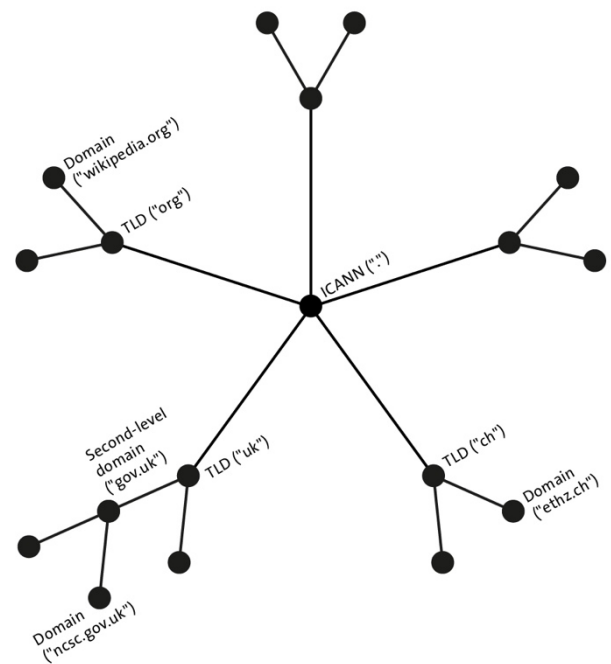 Domain
("wikipedia.org")
TLD ("org")
ICANN (".")
Second-level
domain
("gov.uk")
TLD ("uk")
TLD ("ch")
Domain
("ethz.ch")
Domain
("ncsc.gov.uk")